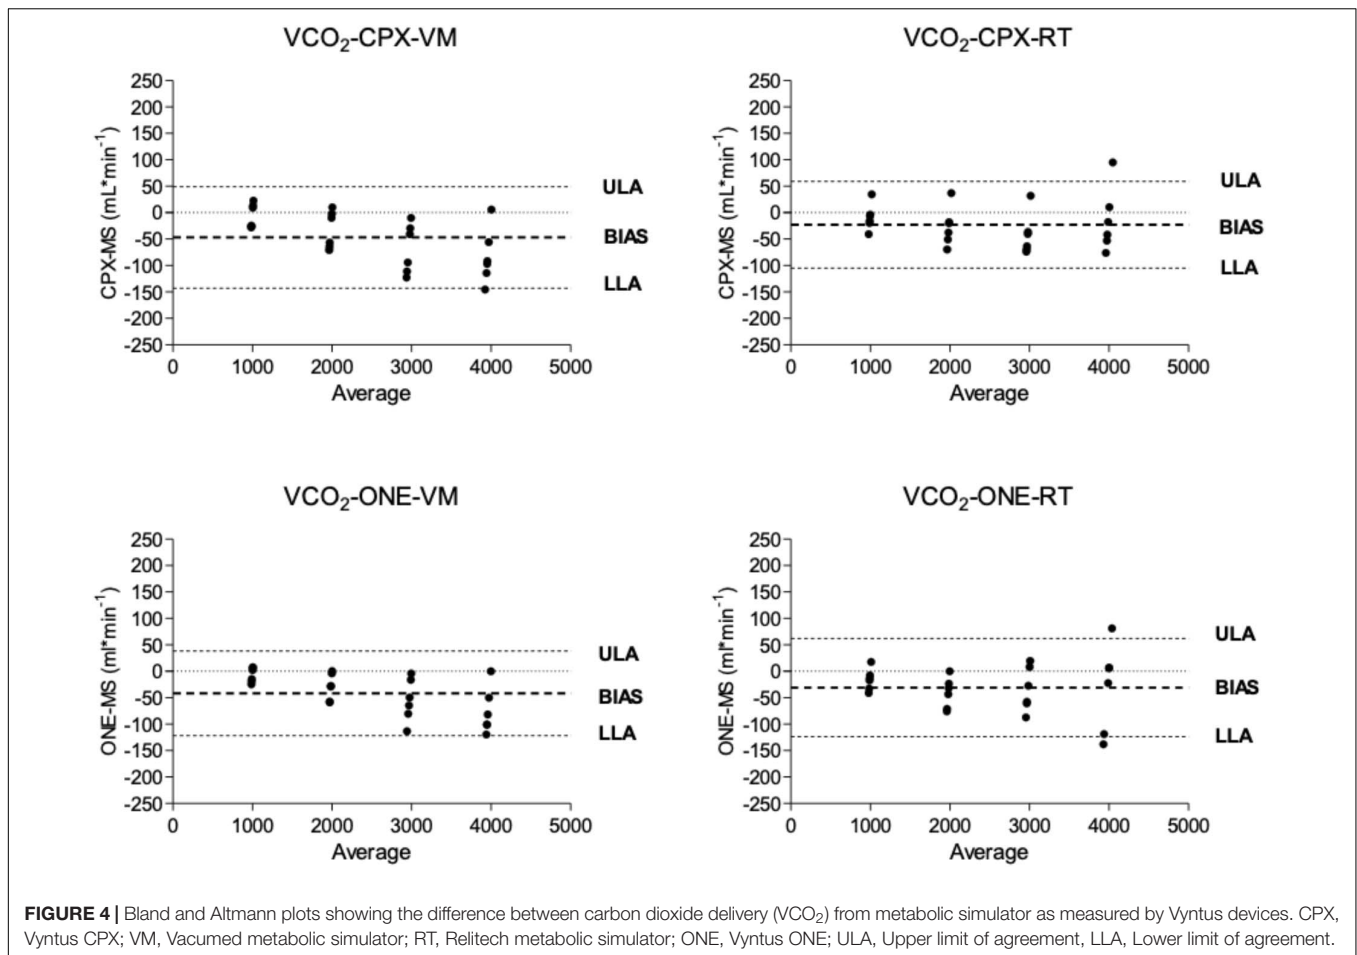 VCO₂-CPX-VM
250
200
150
100
50
0
-50
-100
-150
-200
-250
CPX-MS (mL*min⁻¹)
ULA
BIAS
LLA
0 1000 2000 3000 4000 5000
Average
VCO₂-CPX-RT
250
200
150
100
50
0
-50
-100
-150
-200
-250
CPX-MS (mL*min⁻¹)
ULA
BIAS
LLA
0 1000 2000 3000 4000 5000
Average
VCO₂-ONE-VM
250
200
150
100
50
0
-50
-100
-150
-200
-250
ONE-MS (ml*min⁻¹)
ULA
BIAS
LLA
0 1000 2000 3000 4000 5000
Average
VCO₂-ONE-RT
250
200
150
100
50
0
-50
-100
-150
-200
-250
ONE-MS (ml*min⁻¹)
ULA
BIAS
LLA
0 1000 2000 3000 4000 5000
Average
FIGURE 4 | Bland and Altmann plots showing the difference between carbon dioxide delivery (VCO₂) from metabolic simulator as measured by Vyntus devices. CPX,
Vyntus CPX; VM, Vacumed metabolic simulator; RT, Relitech metabolic simulator; ONE, Vyntus ONE; ULA, Upper limit of agreement, LLA, Lower limit of agreement.